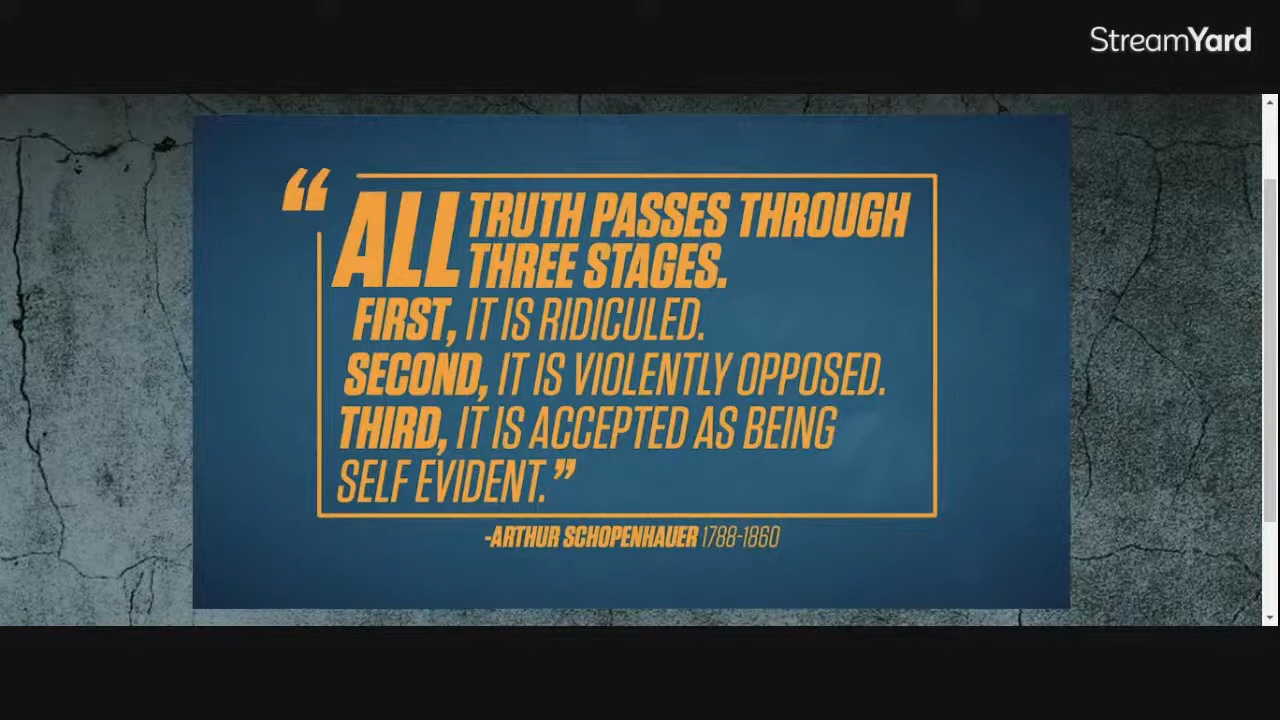 StreamYard
“ALL TRUTH PASSES THROUGH
THREE STAGES.
FIRST, IT IS RIDICULED.
SECOND, IT IS VIOLENTLY OPPOSED.
THIRD, IT IS ACCEPTED AS BEING
SELF EVIDENT.”
-ARTHUR SCHOPENHAUER 1788-1860